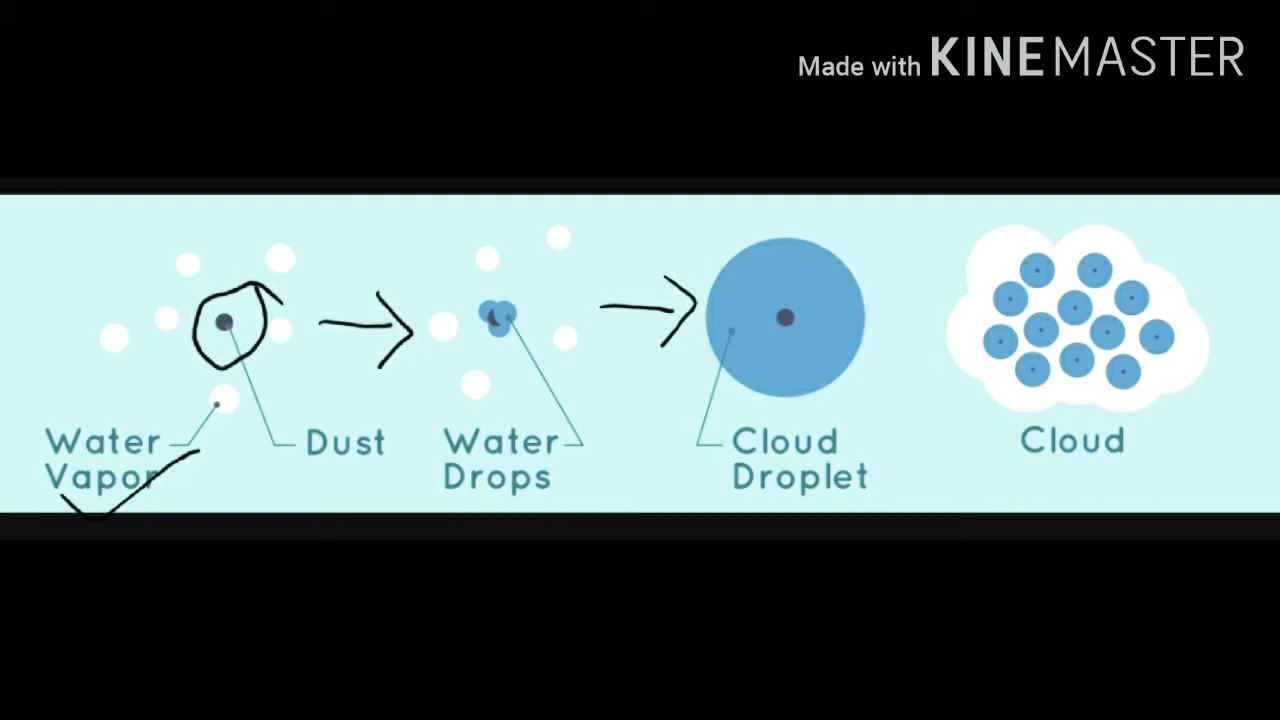 Made with KINEMASTER
Water
Vapor
Dust
Water
Drops
Cloud
Droplet
Cloud